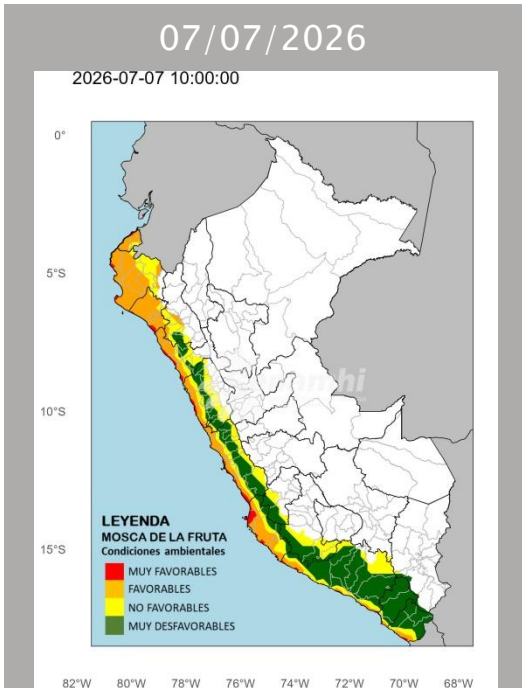 07/07/2026
2026-07-07 10:00:00
0°
5°S
10°S
15°S
LEYENDA
MOSCA DE LA FRUTA
Condiciones ambientales
MUY FAVORABLES
FAVORABLES
NO FAVORABLES
MUY DESFAVORABLES
82°W 80°W 78°W 76°W 74°W 72°W 70°W 68°W